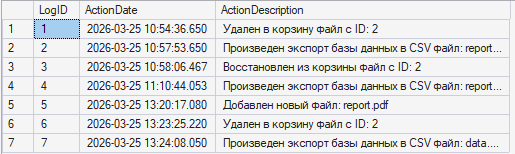 LogID ActionDate ActionDescription
1 1 2026-03-25 10:54:36.650 Удален в корзину файл с ID: 2
2 2 2026-03-25 10:57:53.650 Произведен экспорт базы данных в CSV файл: report...
3 3 2026-03-25 10:58:06.467 Восстановлен из корзины файл с ID: 2
4 4 2026-03-25 11:10:44.053 Произведен экспорт базы данных в CSV файл: report...
5 5 2026-03-25 13:20:17.080 Добавлен новый файл: report.pdf
6 6 2026-03-25 13:23:25.220 Удален в корзину файл с ID: 2
7 7 2026-03-25 13:24:08.050 Произведен экспорт базы данных в CSV файл: data....